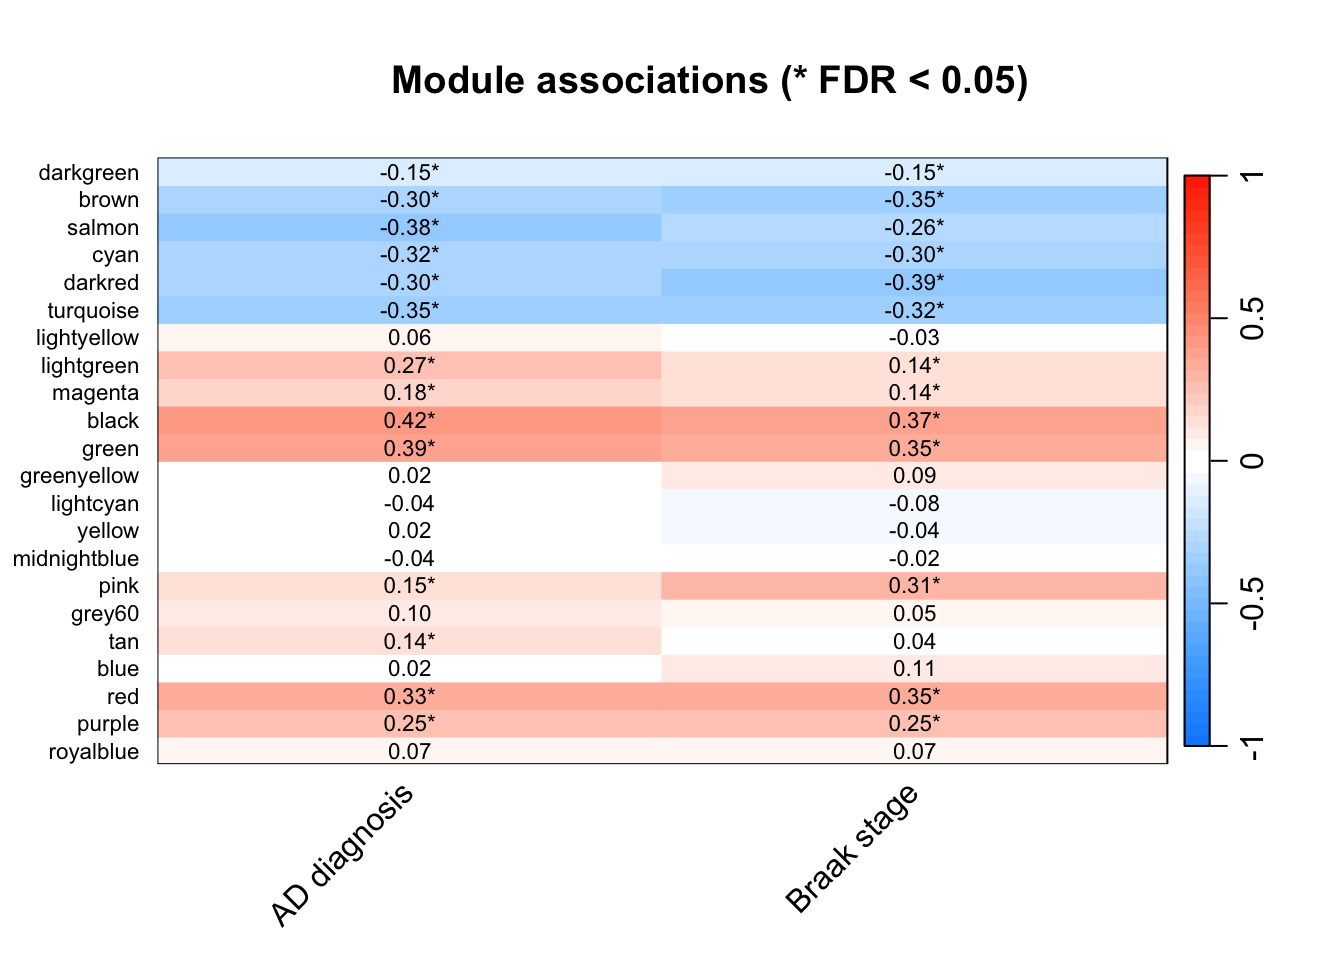 Module associations (* FDR < 0.05)
darkgreen -0.15* -0.15*
brown -0.30* -0.35*
salmon -0.38* -0.26*
cyan -0.32* -0.30*
darkred -0.30* -0.39*
turquoise -0.35* -0.32*
lightyellow 0.06 -0.03
lightgreen 0.27* 0.14*
magenta 0.18* 0.14*
black 0.42* 0.37*
green 0.39* 0.35*
greenyellow 0.02 0.09
lightcyan -0.04 -0.08
yellow 0.02 -0.04
midnightblue -0.04 -0.02
pink 0.15* 0.31*
grey60 0.10 0.05
tan 0.14* 0.04
blue 0.02 0.11
red 0.33* 0.35*
purple 0.25* 0.25*
royalblue 0.07 0.07
AD diagnosis
Braak stage
1
0.5
0
-0.5
-1